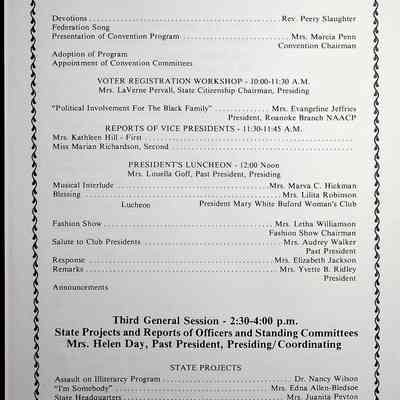 Devotions ........ Rev. Peery Slaughter
Federation Song
Presentation of Convention Program ........ Mrs. Marcia Penn
Convention Chairman
Adoption of Program
Appointment of Convention Committees
VOTER REGISTRATION WORKSHOP - 10:00-11:30 A.M.
Mrs. LaVerne Pervall, State Citizenship Chairman, Presiding
"Political Involvement For The Black Family" ........ Mrs. Evangeline Jeffries
President, Roanoke Branch NAACP
REPORTS OF VICE PRESIDENTS - 11:30-11:45 A.M.
Mrs. Kathleen Hill - First ........
Miss Marian Richardson, Second ........
PRESIDENT'S LUNCHEON - 12:00 Noon
Mrs. Louella Goff, Past President, Presiding
Musical Interlude ........ Mrs. Marva C. Hickman
Blessing ........ Mrs. Lilita Robinson
Lucheon President Mary White Buford Woman's Club
Fashion Show ........ Mrs. Letha Williamson
Fashion Show Chairman
Salute to Club Presidents ........ Mrs. Audrey Walker
Past President
Response ........ Mrs. Elizabeth Jackson
Remarks ........ Mrs. Yvette B. Ridley
President
Announcements
Third General Session - 2:30-4:00 p.m.
State Projects and Reports of Officers and Standing Committees
Mrs. Helen Day, Past President, Presiding/Coordinating
STATE PROJECTS
Assault on Illiterarcy Program ........ Dr. Nancy Wilson
"I'm Somebody" ........ Mrs. Edna Allen-Bledsoe
State Headquarters ........ Mrs. Juanita Peyton